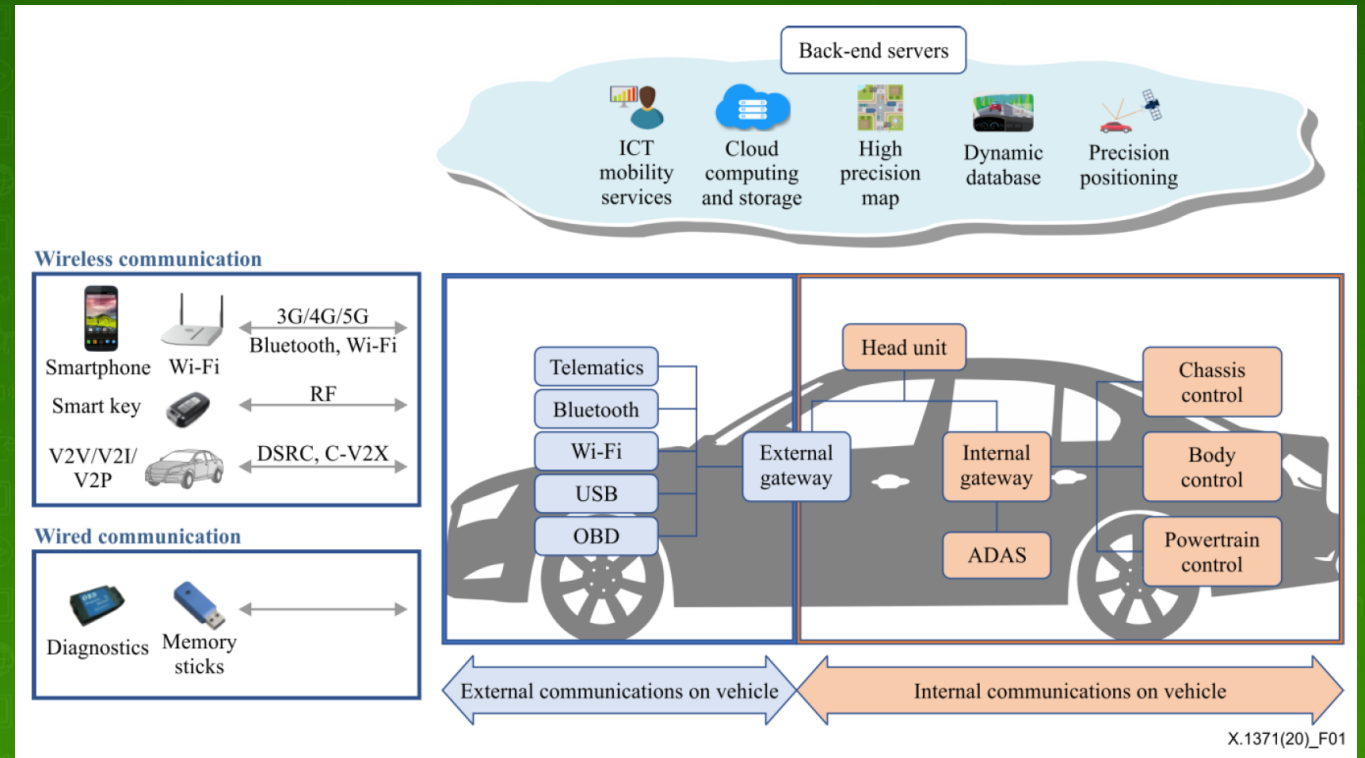 Back-end servers
ICT
mobility
services
Cloud
computing
and storage
High
precision
map
Dynamic
database
Precision
positioning
Wireless communication
Smartphone
Wi-Fi
3G/4G/5G
Bluetooth, Wi-Fi
Smart key
RF
V2V/V2I/
V2P
DSRC, C-V2X
Wired communication
Diagnostics
Memory
sticks
Telematics
Bluetooth
Wi-Fi
USB
OBD
External
gateway
Head unit
Internal
gateway
ADAS
Chassis
control
Body
control
Powertrain
control
External communications on vehicle
Internal communications on vehicle
X.1371(20)_F01